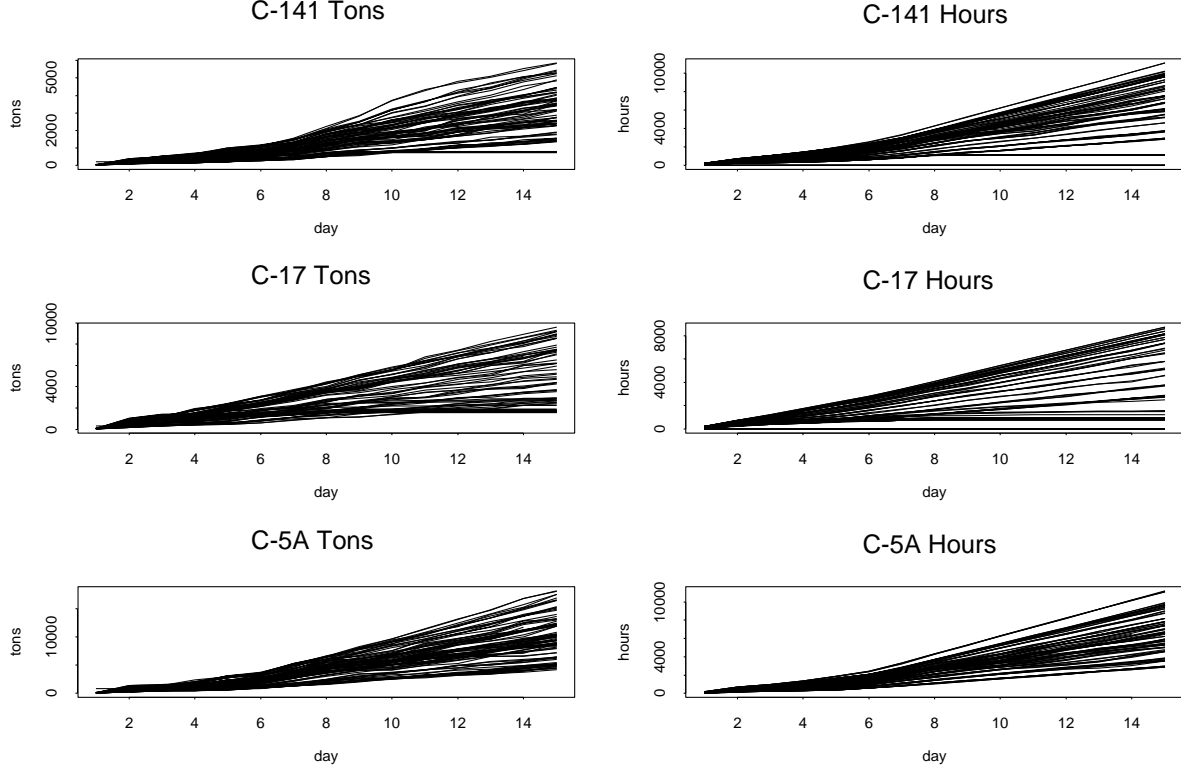 C-141 Tons
C-141 Hours
tons
0 2000 5000
2 4 6 8 10 12 14
day
hours
0 4000 10000
2 4 6 8 10 12 14
day
C-17 Tons
C-17 Hours
tons
0 4000 10000
2 4 6 8 10 12 14
day
hours
0 4000 8000
2 4 6 8 10 12 14
day
C-5A Tons
C-5A Hours
tons
0 10000
2 4 6 8 10 12 14
day
hours
0 4000 10000
2 4 6 8 10 12 14
day